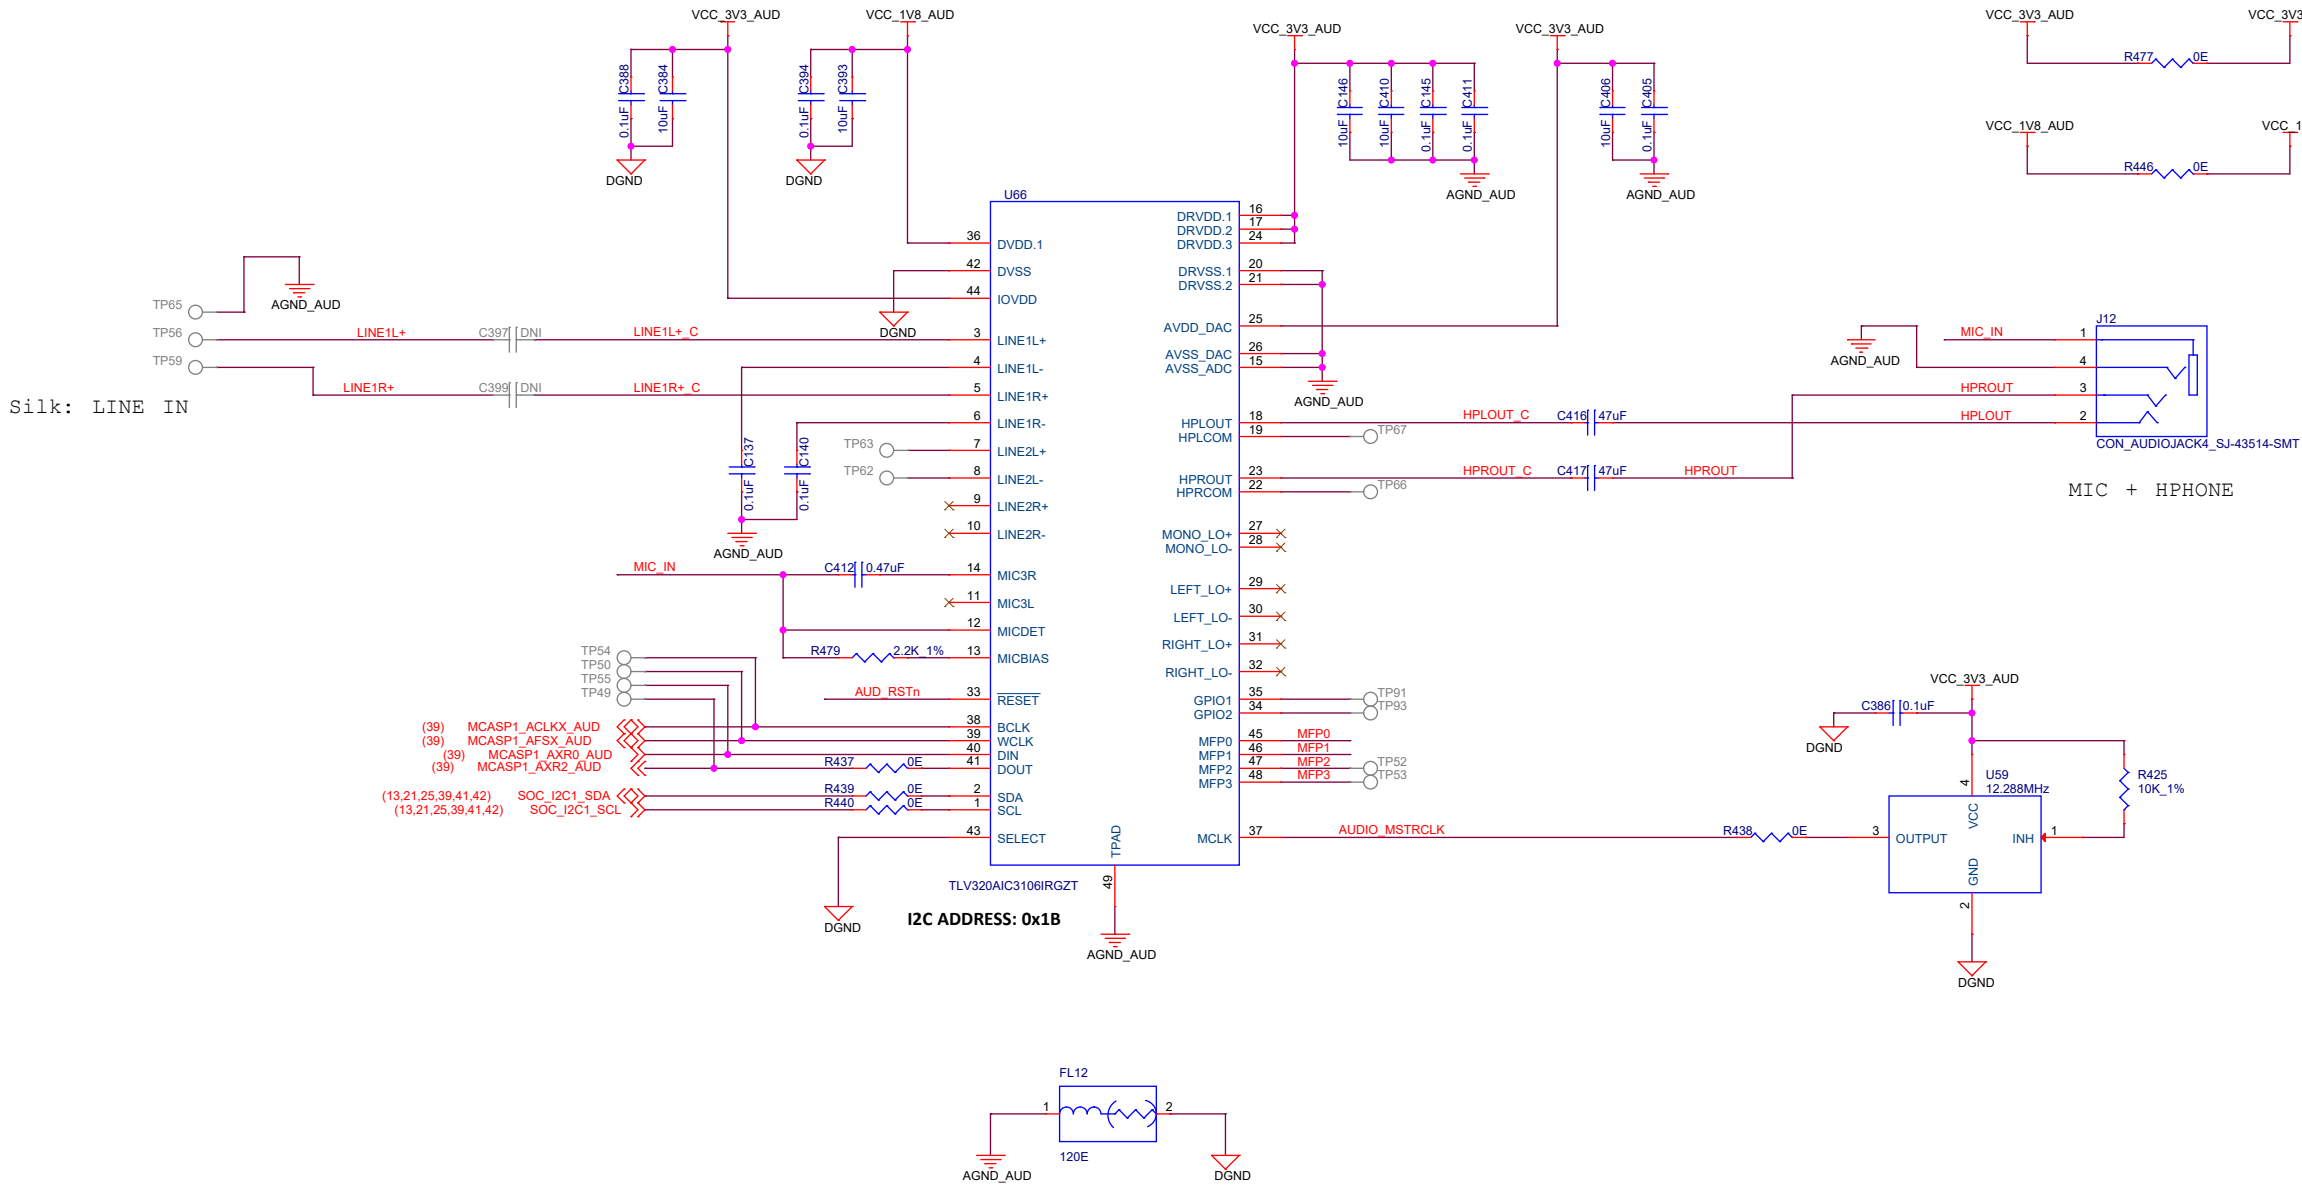 VCC_3V3_AUD
VCC_1V8_AUD
VCC_3V3_AUD
VCC_3V3_AUD
VCC_3V3_AUD
VCC_3V3
R477 0E
C388 0.1uF
C384 10uF
C394 0.1uF
C393 10uF
C146 10uF
C410 10uF
C145 0.1uF
C411 0.1uF
C406 10uF
C405 0.1uF
VCC_1V8_AUD
VCC_1
R446 0E
DGND
DGND
AGND_AUD
AGND_AUD
U66
36 DVDD.1
42 DVSS
44 IOVDD
3 LINE1L+
4 LINE1L-
5 LINE1R+
6 LINE1R-
7 LINE2L+
8 LINE2L-
9 LINE2R+
10 LINE2R-
14 MIC3R
11 MIC3L
12 MICDET
13 MICBIAS
33 RESET
38 BCLK
39 WCLK
40 DIN
41 DOUT
2 SDA
1 SCL
43 SELECT
DRVDD.1 16
DRVDD.2 17
DRVDD.3 24
DRVSS.1 20
DRVSS.2 21
AVDD_DAC 25
AVSS_DAC 26
AVSS_ADC 15
HPLOUT 18
HPLCOM 19
HPROUT 23
HPRCOM 22
MONO_LO+ 27
MONO_LO- 28
LEFT_LO+ 29
LEFT_LO- 30
RIGHT_LO+ 31
RIGHT_LO- 32
GPIO1 35
GPIO2 34
MFP0 45
MFP1 46
MFP2 47
MFP3 48
MCLK 37
TPAD 49
TLV320AIC3106IRGZT
I2C ADDRESS: 0x1B
AGND_AUD
AGND_AUD
TP65
TP56 LINE1L+ C397 DNI LINE1L+_C
TP59 LINE1R+ C399 DNI LINE1R+_C
DGND
Silk: LINE IN
C137 0.1uF
C140 0.1uF
AGND_AUD
TP63
TP62
MIC_IN C412 0.47uF
R479 2.2K_1%
TP54
TP50
TP55
TP49
AUD_RSTn
(39) MCASP1_ACLKX_AUD
(39) MCASP1_AFSX_AUD
(39) MCASP1_AXR0_AUD
(39) MCASP1_AXR2_AUD R437 0E
(13,21,25,39,41,42) SOC_I2C1_SDA R439 0E
(13,21,25,39,41,42) SOC_I2C1_SCL R440 0E
DGND
AGND_AUD
HPLOUT_C C416 47uF
TP67
HPROUT_C C417 47uF HPROUT
TP66
J12
MIC_IN 1
AGND_AUD
4
HPROUT 3
HPLOUT 2
CON_AUDIOJACK4_SJ-43514-SMT
MIC + HPHONE
TP91
TP93
MFP0
MFP1
MFP2 TP52
MFP3 TP53
AUDIO_MSTRCLK R438 0E
VCC_3V3_AUD
C386 0.1uF
DGND
U59
12.288MHz
R425
10K_1%
4 VCC
3 OUTPUT
INH 1
GND 2
DGND
FL12
1 2
120E
AGND_AUD
DGND